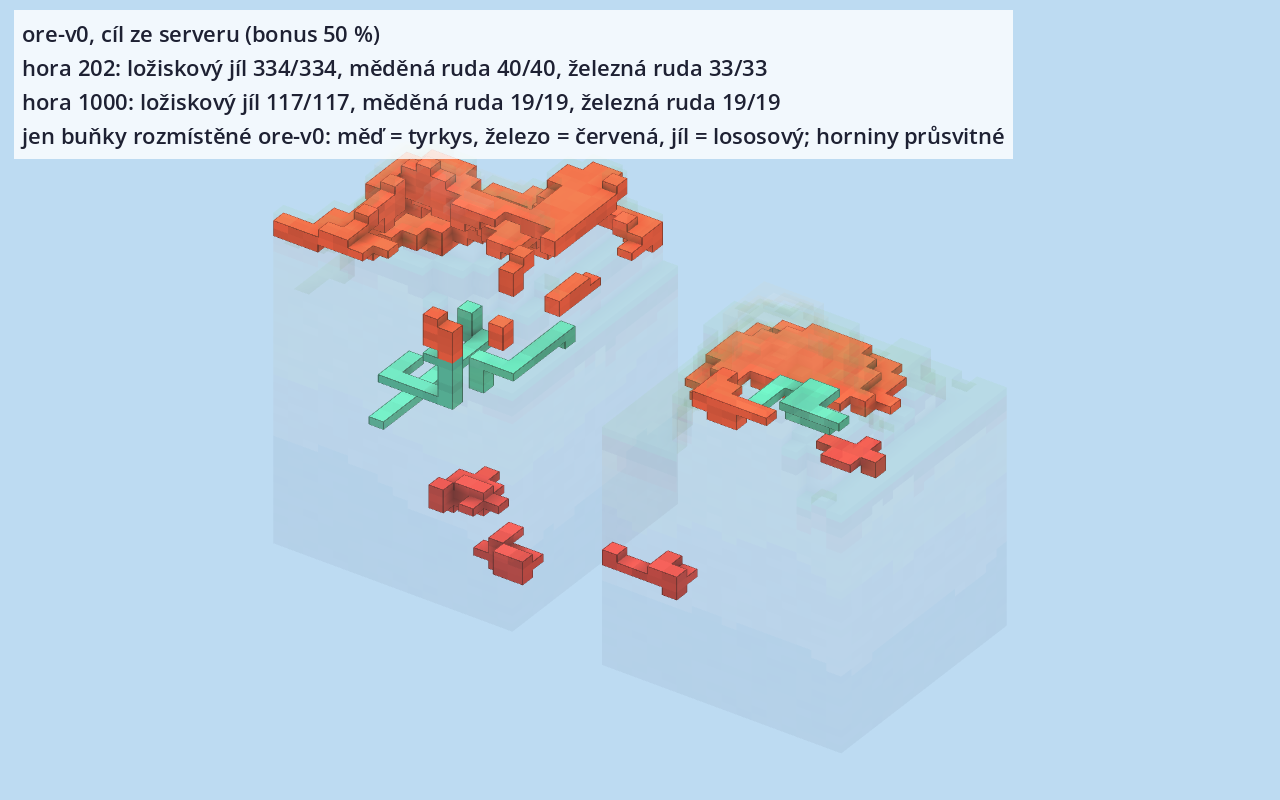 ore-v0, cíl ze serveru (bonus 50 %)
hora 202: ložiskový jíl 334/334, měděná ruda 40/40, železná ruda 33/33
hora 1000: ložiskový jíl 117/117, měděná ruda 19/19, železná ruda 19/19
jen buňky rozmístěné ore-v0: měď = tyrkys, železo = červená, jíl = lososový; horniny průsvitné